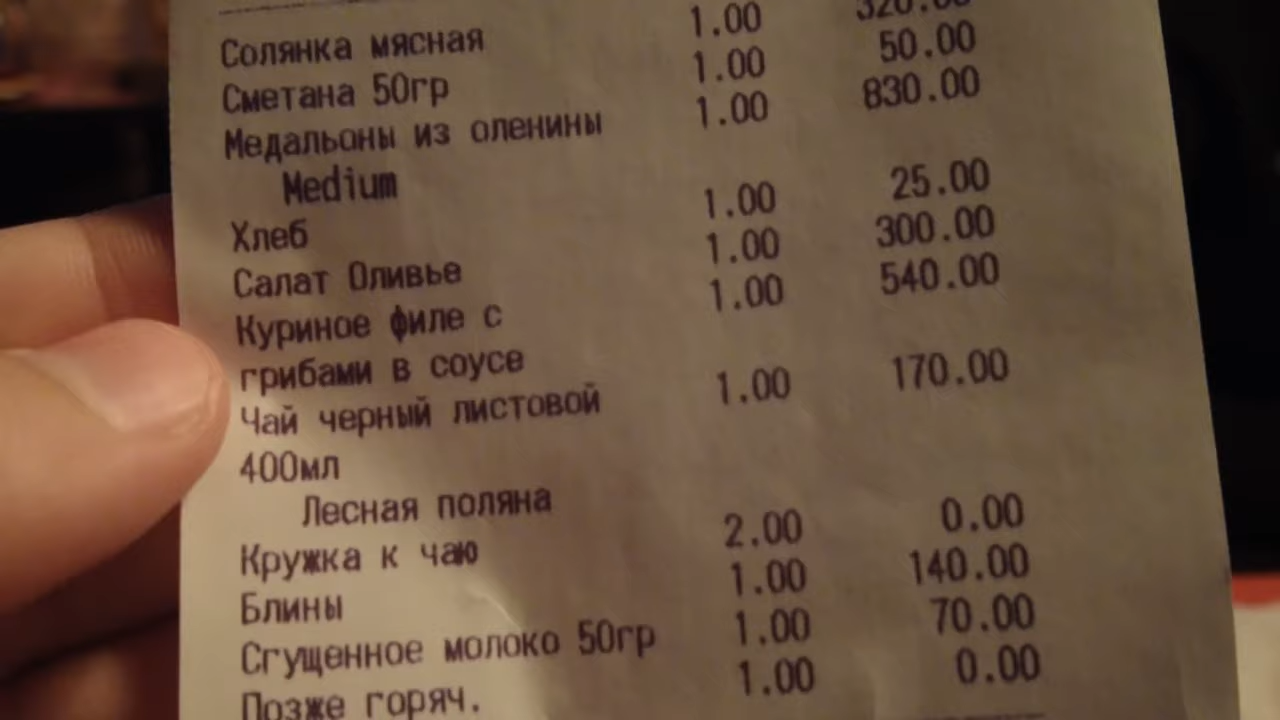 Солянка мясная 1.00 320.00
Сметана 50гр 1.00 50.00
Медальоны из оленины 1.00 830.00
Medium
Хлеб 1.00 25.00
Салат Оливье 1.00 300.00
Куриное филе с 1.00 540.00
грибами в соусе
Чай черный листовой 1.00 170.00
400мл
Лесная поляна
Кружка к чаю 2.00 0.00
Блины 1.00 140.00
Сгущенное молоко 50гр 1.00 70.00
Позже горяч. 1.00 0.00